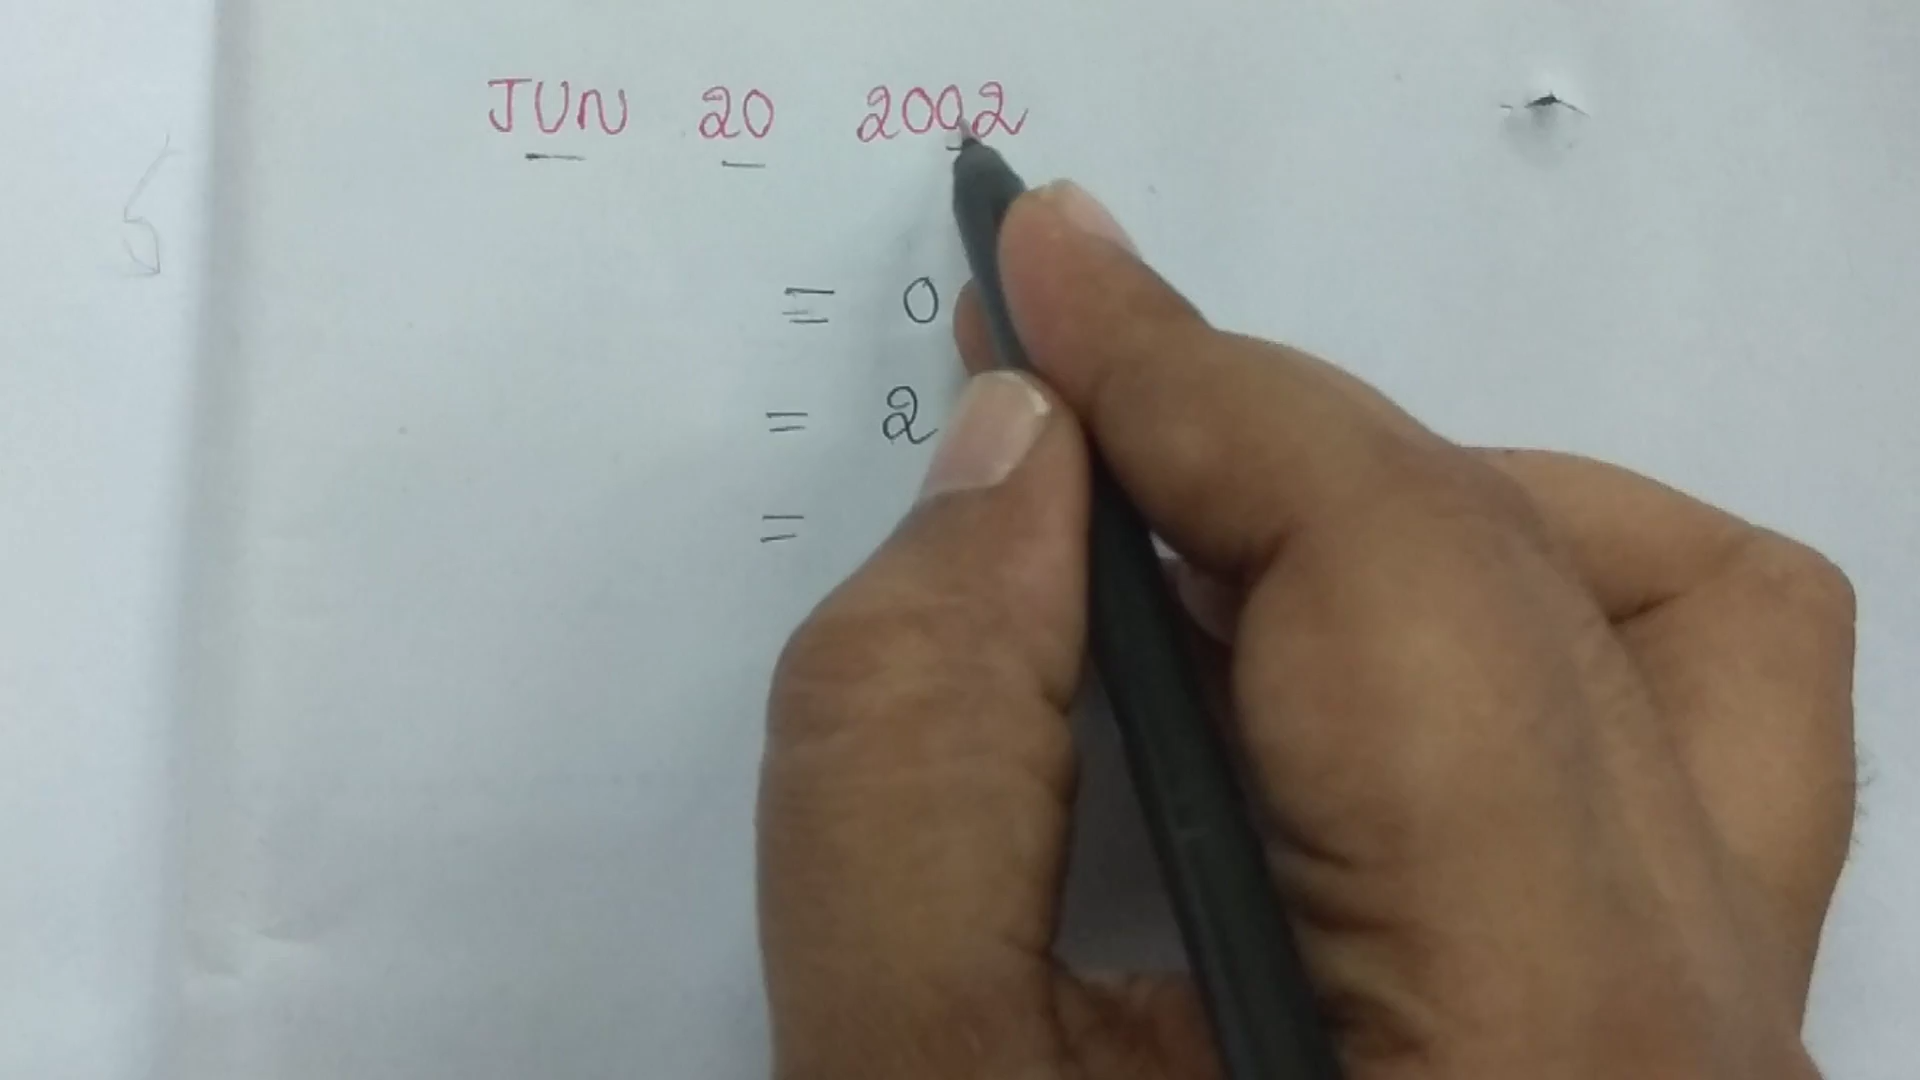 JUN 20 2002
= 0
= 2
=